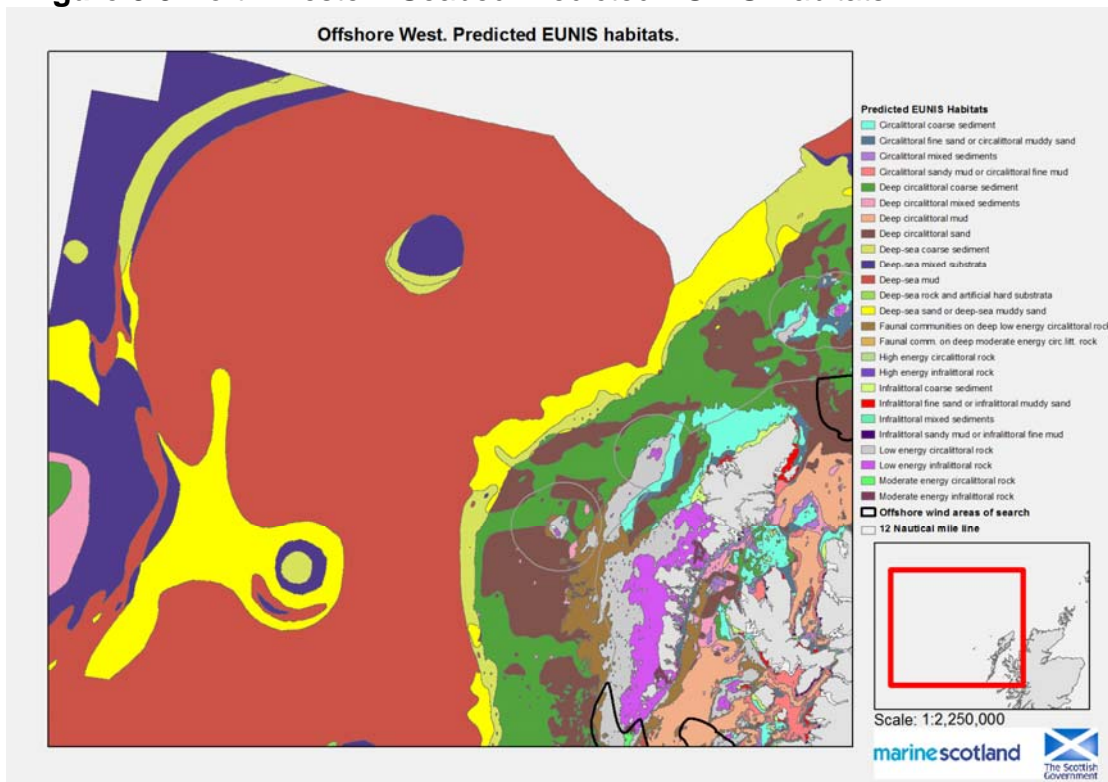 Offshore West. Predicted EUNIS habitats.
Predicted EUNIS Habitats
Circalittoral coarse sediment
Circalittoral fine sand or circalittoral muddy sand
Circalittoral mixed sediments
Circalittoral sandy mud or circalittoral fine mud
Deep circalittoral coarse sediment
Deep circalittoral mixed sediments
Deep circalittoral mud
Deep circalittoral sand
Deep-sea coarse sediment
Deep-sea mixed substrata
Deep-sea mud
Deep-sea rock and artificial hard substrata
Deep-sea sand or deep-sea muddy sand
Faunal communities on deep low energy circalittoral rock
Faunal comm. on deep moderate energy circ.litt. rock
High energy circalittoral rock
High energy infralittoral rock
Infralittoral coarse sediment
Infralittoral fine sand or infralittoral muddy sand
Infralittoral mixed sediments
Infralittoral sandy mud or infralittoral fine mud
Low energy circalittoral rock
Low energy infralittoral rock
Moderate energy circalittoral rock
Moderate energy infralittoral rock
Offshore wind areas of search
12 Nautical mile line
Scale: 1:2,250,000
marinescotland
The Scottish
Government